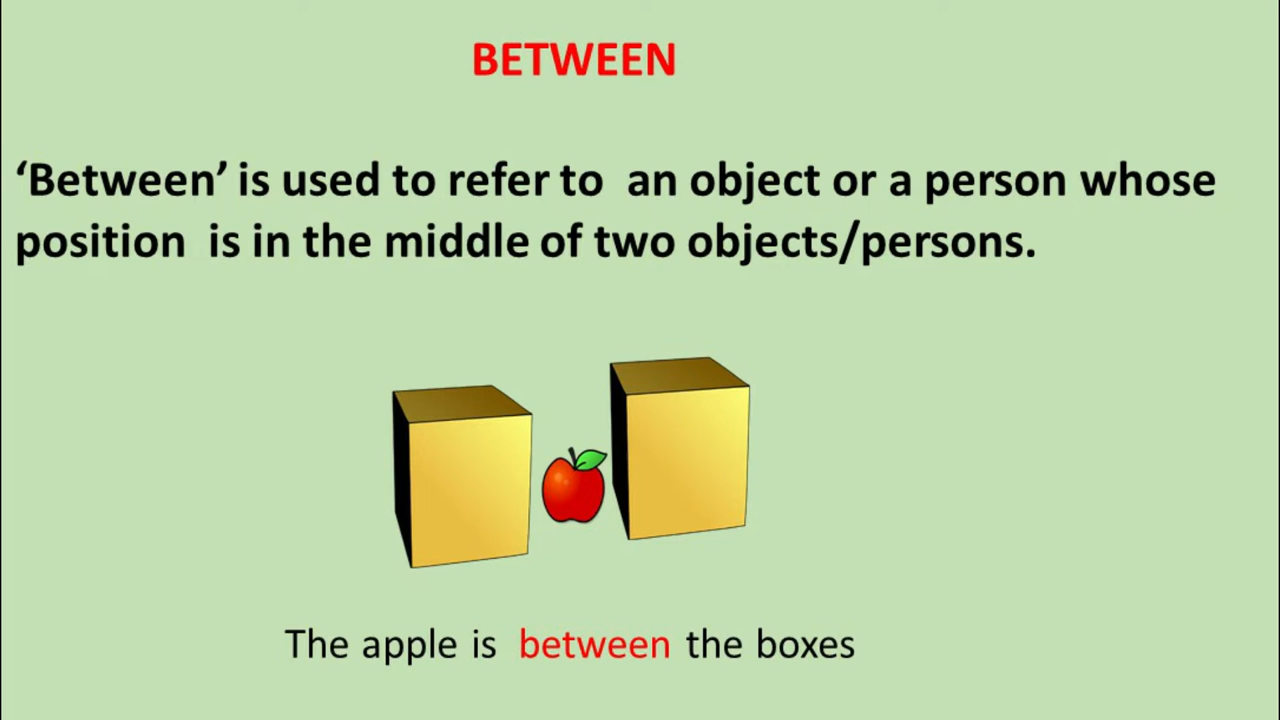 BETWEEN
‘Between’ is used to refer to an object or a person whose
position is in the middle of two objects/persons.
The apple is between the boxes